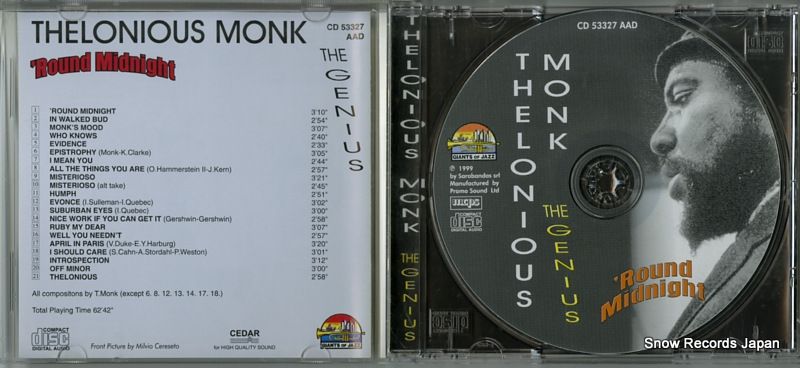 THELONIOUS MONK
CD 53327
AAD
'Round Midnight
THE GENIUS
1 'ROUND MIDNIGHT 3'10"
2 IN WALKED BUD 2'54"
3 MONK'S MOOD 3'07"
4 WHO KNOWS 2'40"
5 EVIDENCE 2'33"
6 EPISTROPHY (Monk-K.Clarke) 3'05"
7 I MEAN YOU 2'44"
8 ALL THE THINGS YOU ARE (O.Hammerstein II-J.Kern) 2'57"
9 MISTERIOSO 3'21"
10 MISTERIOSO (alt take) 2'45"
11 HUMPH 2'51"
12 EVONCE (I.Suleman-I.Quebec) 3'02"
13 SUBURBAN EYES (I.Quebec) 3'00"
14 NICE WORK IF YOU CAN GET IT (Gershwin-Gershwin) 2'58"
15 RUBY MY DEAR 3'07"
16 WELL YOU NEEDN'T 2'57"
17 APRIL IN PARIS (V.Duke-E.Y.Harburg) 3'20"
18 I SHOULD CARE (S.Cahn-A.Stordahl-P.Weston) 3'01"
19 INTROSPECTION 3'12"
20 OFF MINOR 3'00"
21 THELONIOUS 2'58"
All compositons by T.Monk (except 6. 8. 12. 13. 14. 17. 18.)
Total Playing Time 62'42"
COMPACT
disc
DIGITAL AUDIO
Front Picture by Milvio Cereseto
CEDAR
for HIGH QUALITY SOUND
GIANTS OF JAZZ
THELONIOUS MONK THE GENIUS
CD 53327 AAD
THELONIOUS
MONK
THE GENIUS
GIANTS OF JAZZ
℗ 1999
by Sarabandas srl
Manufactured by
Promo Sound Ltd
mcps
COMPACT
disc
DIGITAL AUDIO
'Round
Midnight
Snow Records Japan